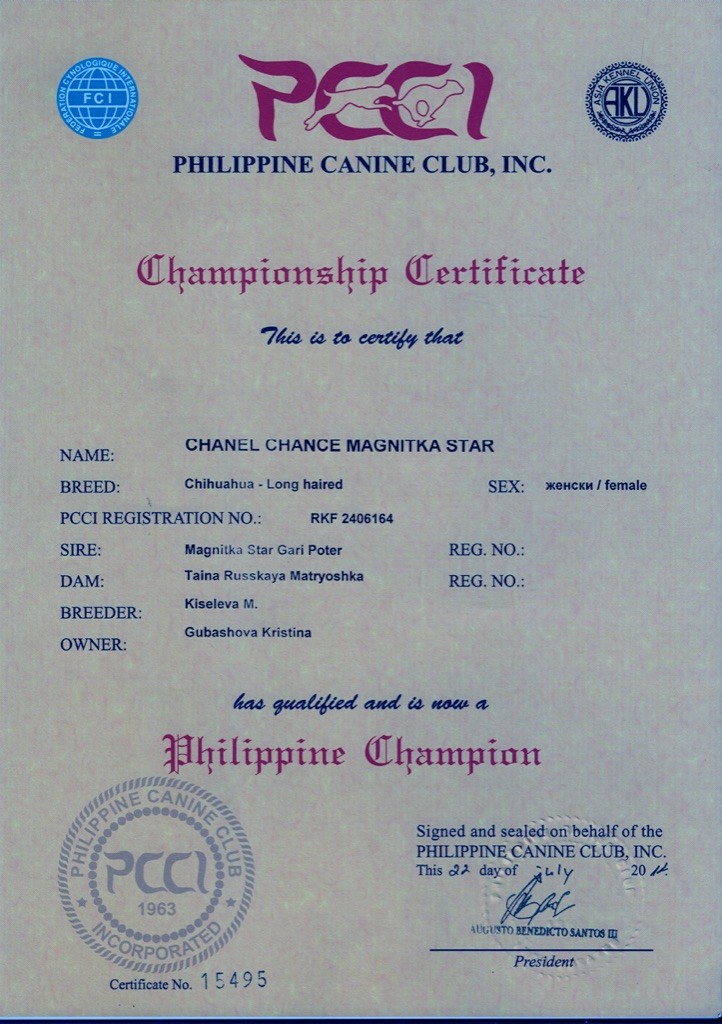 FEDERATION CYNOLOGIQUE INTERNATIONALE
FCI
PCCI
ASIA KENNEL UNION
AKU
PHILIPPINE CANINE CLUB, INC.
Championship Certificate
This is to certify that
NAME: CHANEL CHANCE MAGNITKA STAR
BREED: Chihuahua - Long haired SEX: женски / female
PCCI REGISTRATION NO.: RKF 2406164
SIRE: Magnitka Star Gari Poter REG. NO.:
DAM: Taina Russkaya Matryoshka REG. NO.:
BREEDER: Kiseleva M.
OWNER: Gubashova Kristina
has qualified and is now a
Philippine Champion
PHILIPPINE CANINE CLUB
PCCI
1963
INCORPORATED
Signed and sealed on behalf of the
PHILIPPINE CANINE CLUB, INC.
This 22 day of july 20
AUGUSTO BENEDICTO SANTOS III
President
Certificate No. 15495